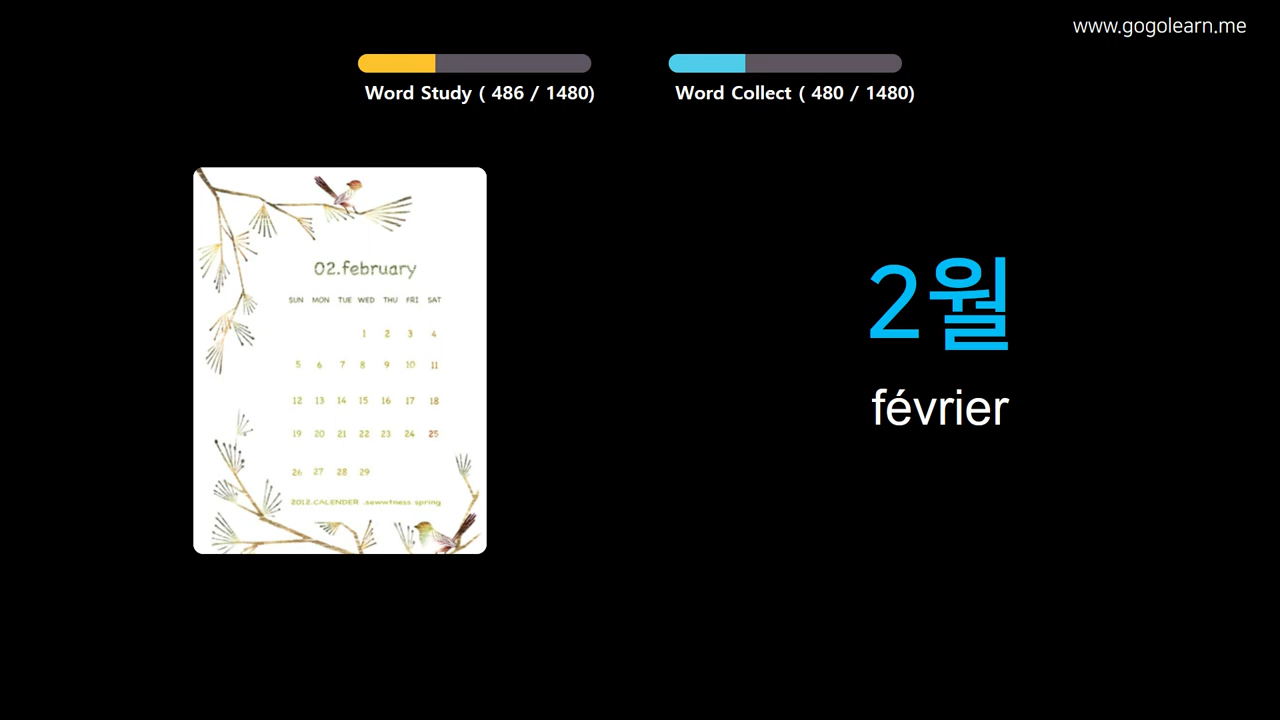 www.gogolearn.me
Word Study ( 486 / 1480)
Word Collect ( 480 / 1480)
02.february
SUN MON TUE WED THU FRI SAT
1 2 3 4
5 6 7 8 9 10 11
12 13 14 15 16 17 18
19 20 21 22 23 24 25
26 27 28 29
2012.CALENDER .sewwtness spring
2월
février